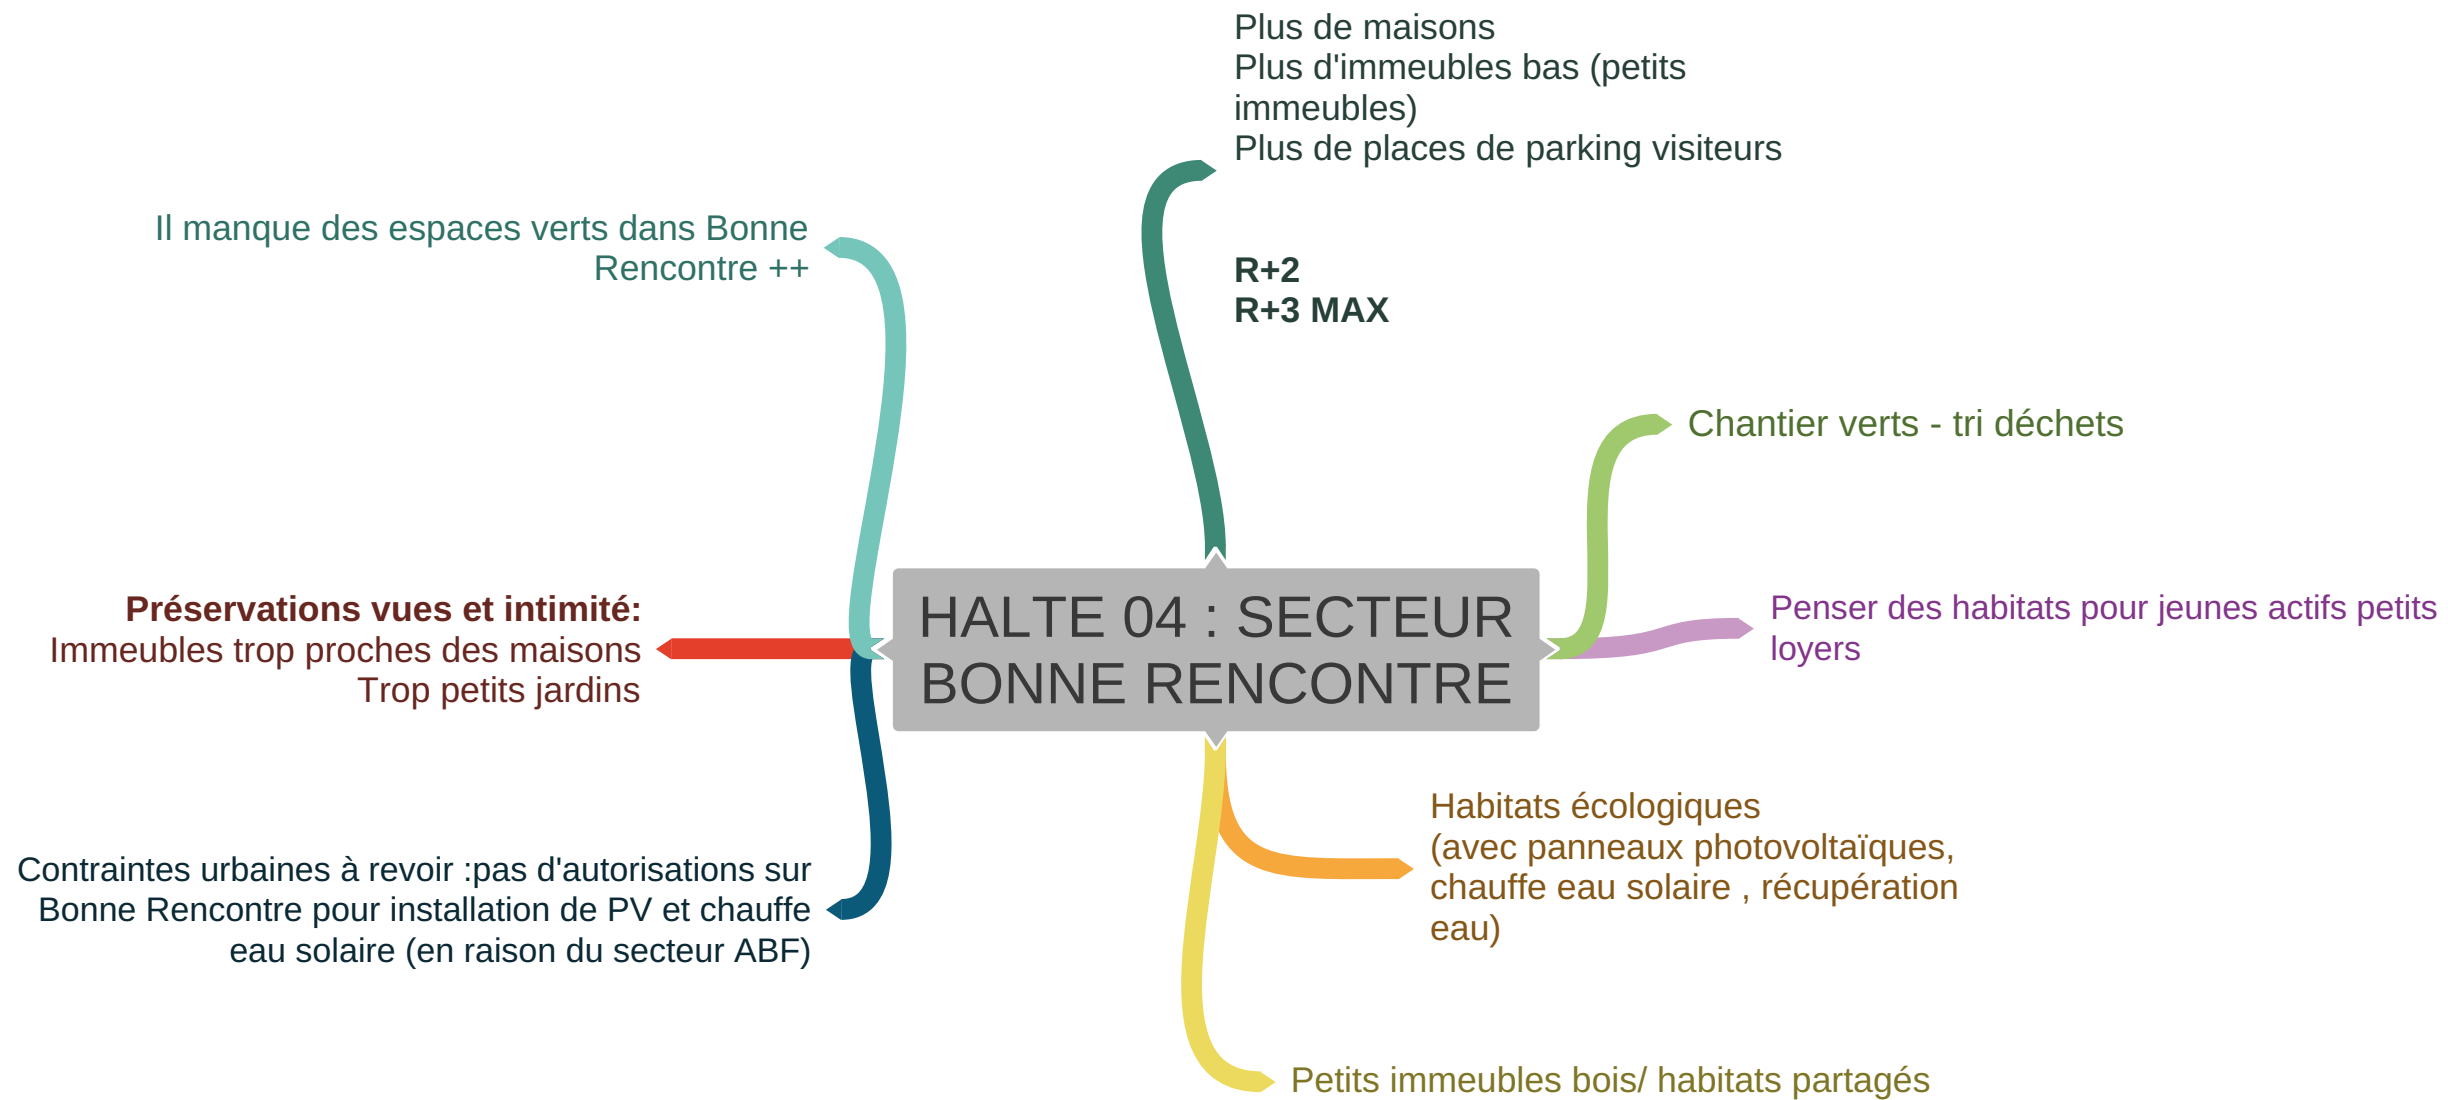 Plus de maisons
Plus d'immeubles bas (petits
immeubles)
Plus de places de parking visiteurs
R+2
R+3 MAX
Il manque des espaces verts dans Bonne
Rencontre ++
Chantier verts - tri déchets
HALTE 04 : SECTEUR
BONNE RENCONTRE
Préservations vues et intimité:
Immeubles trop proches des maisons
Trop petits jardins
Penser des habitats pour jeunes actifs petits
loyers
Contraintes urbaines à revoir :pas d'autorisations sur
Bonne Rencontre pour installation de PV et chauffe
eau solaire (en raison du secteur ABF)
Habitats écologiques
(avec panneaux photovoltaïques,
chauffe eau solaire , récupération
eau)
Petits immeubles bois/ habitats partagés